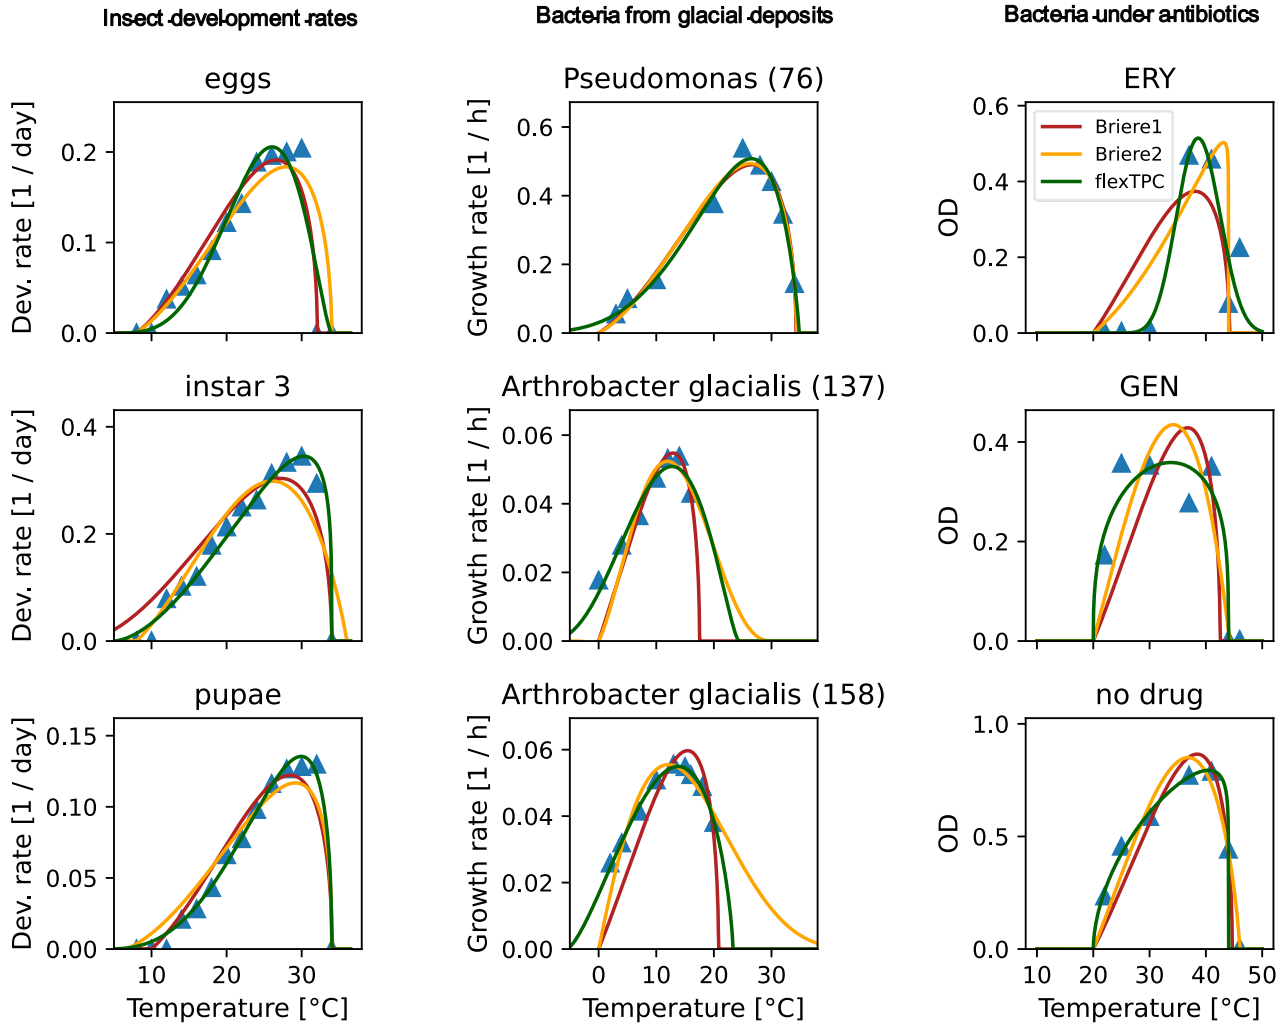 Insect development rates
Bacteria from glacial deposits
Bacteria under antibiotics
eggs
Dev. rate [1 / day]
0.2
0.1
0.0
Pseudomonas (76)
Growth rate [1 / h]
0.6
0.4
0.2
0.0
ERY
OD
0.6
0.4
0.2
0.0
Briere1
Briere2
flexTPC
instar 3
Dev. rate [1 / day]
0.4
0.2
0.0
Arthrobacter glacialis (137)
Growth rate [1 / h]
0.06
0.04
0.02
0.00
GEN
OD
0.4
0.2
0.0
pupae
Dev. rate [1 / day]
0.15
0.10
0.05
0.00
10 20 30
Temperature [°C]
Arthrobacter glacialis (158)
Growth rate [1 / h]
0.06
0.04
0.02
0.00
0 10 20 30
Temperature [°C]
no drug
OD
1.0
0.5
0.0
10 20 30 40 50
Temperature [°C]